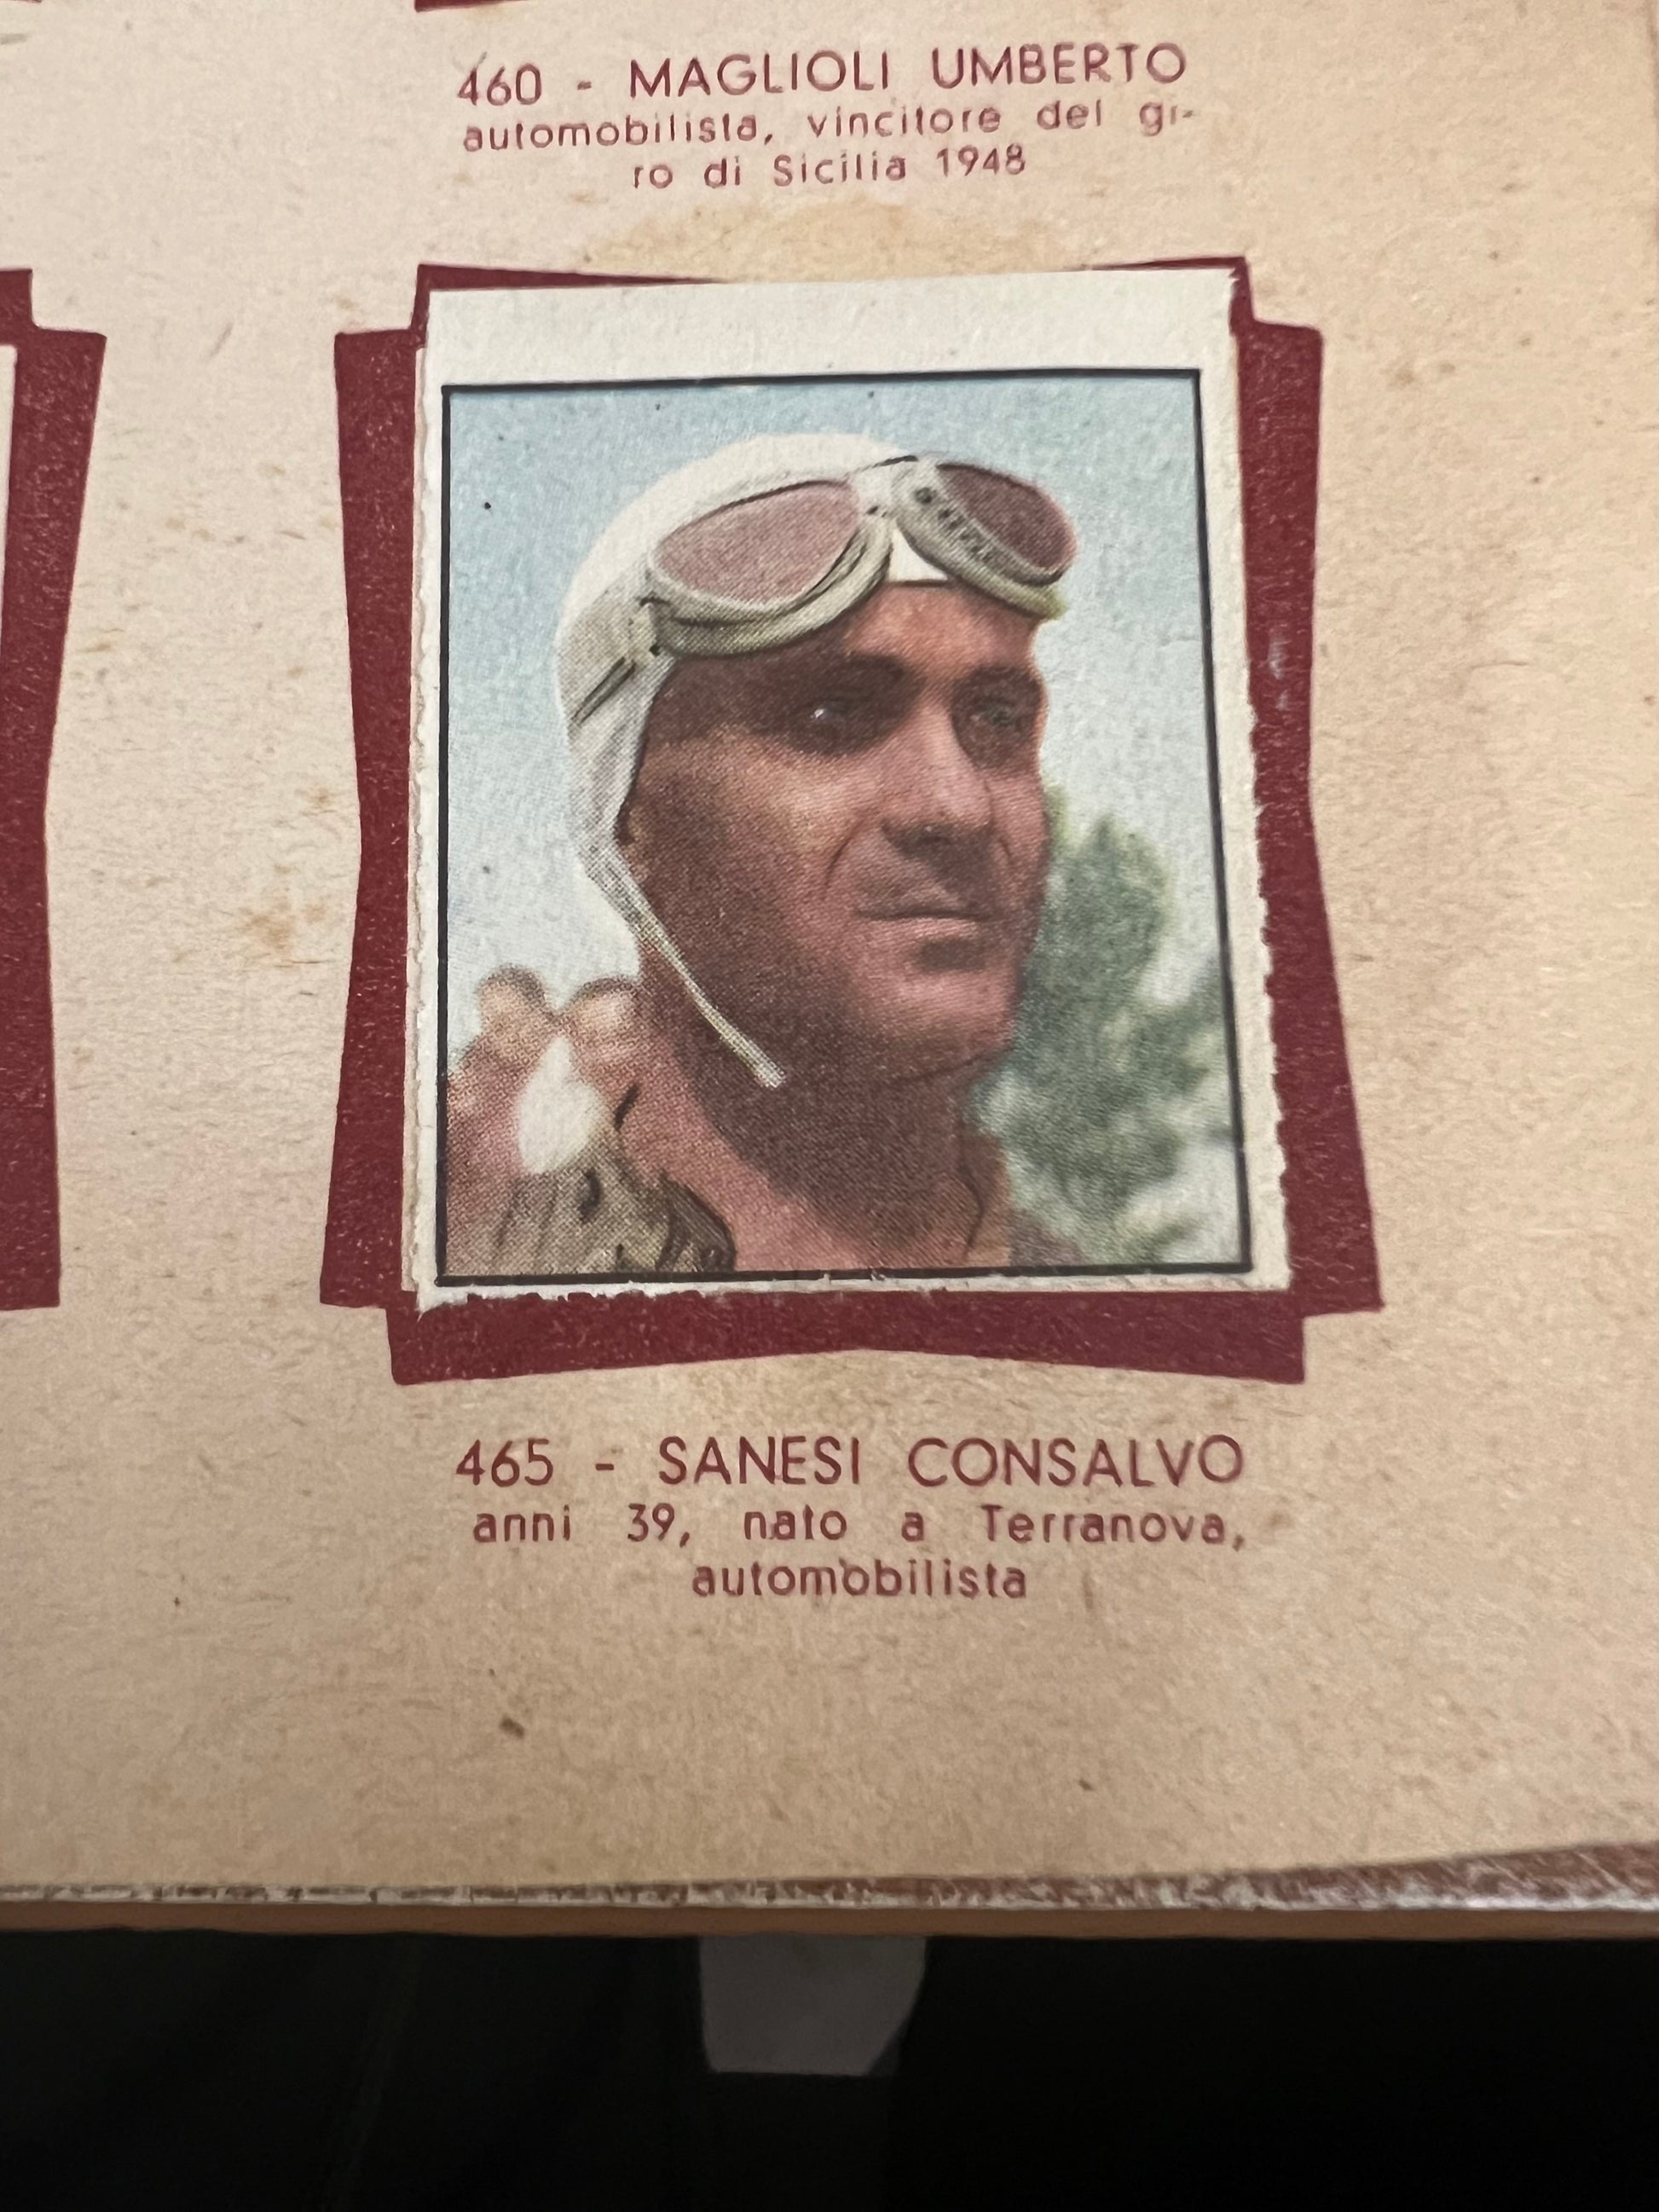 460 - MAGLIOLI UMBERTO
automobilista, vincitore del gi-
ro di Sicilia 1948
465 - SANESI CONSALVO
anni 39, nato a Terranova,
automobilista